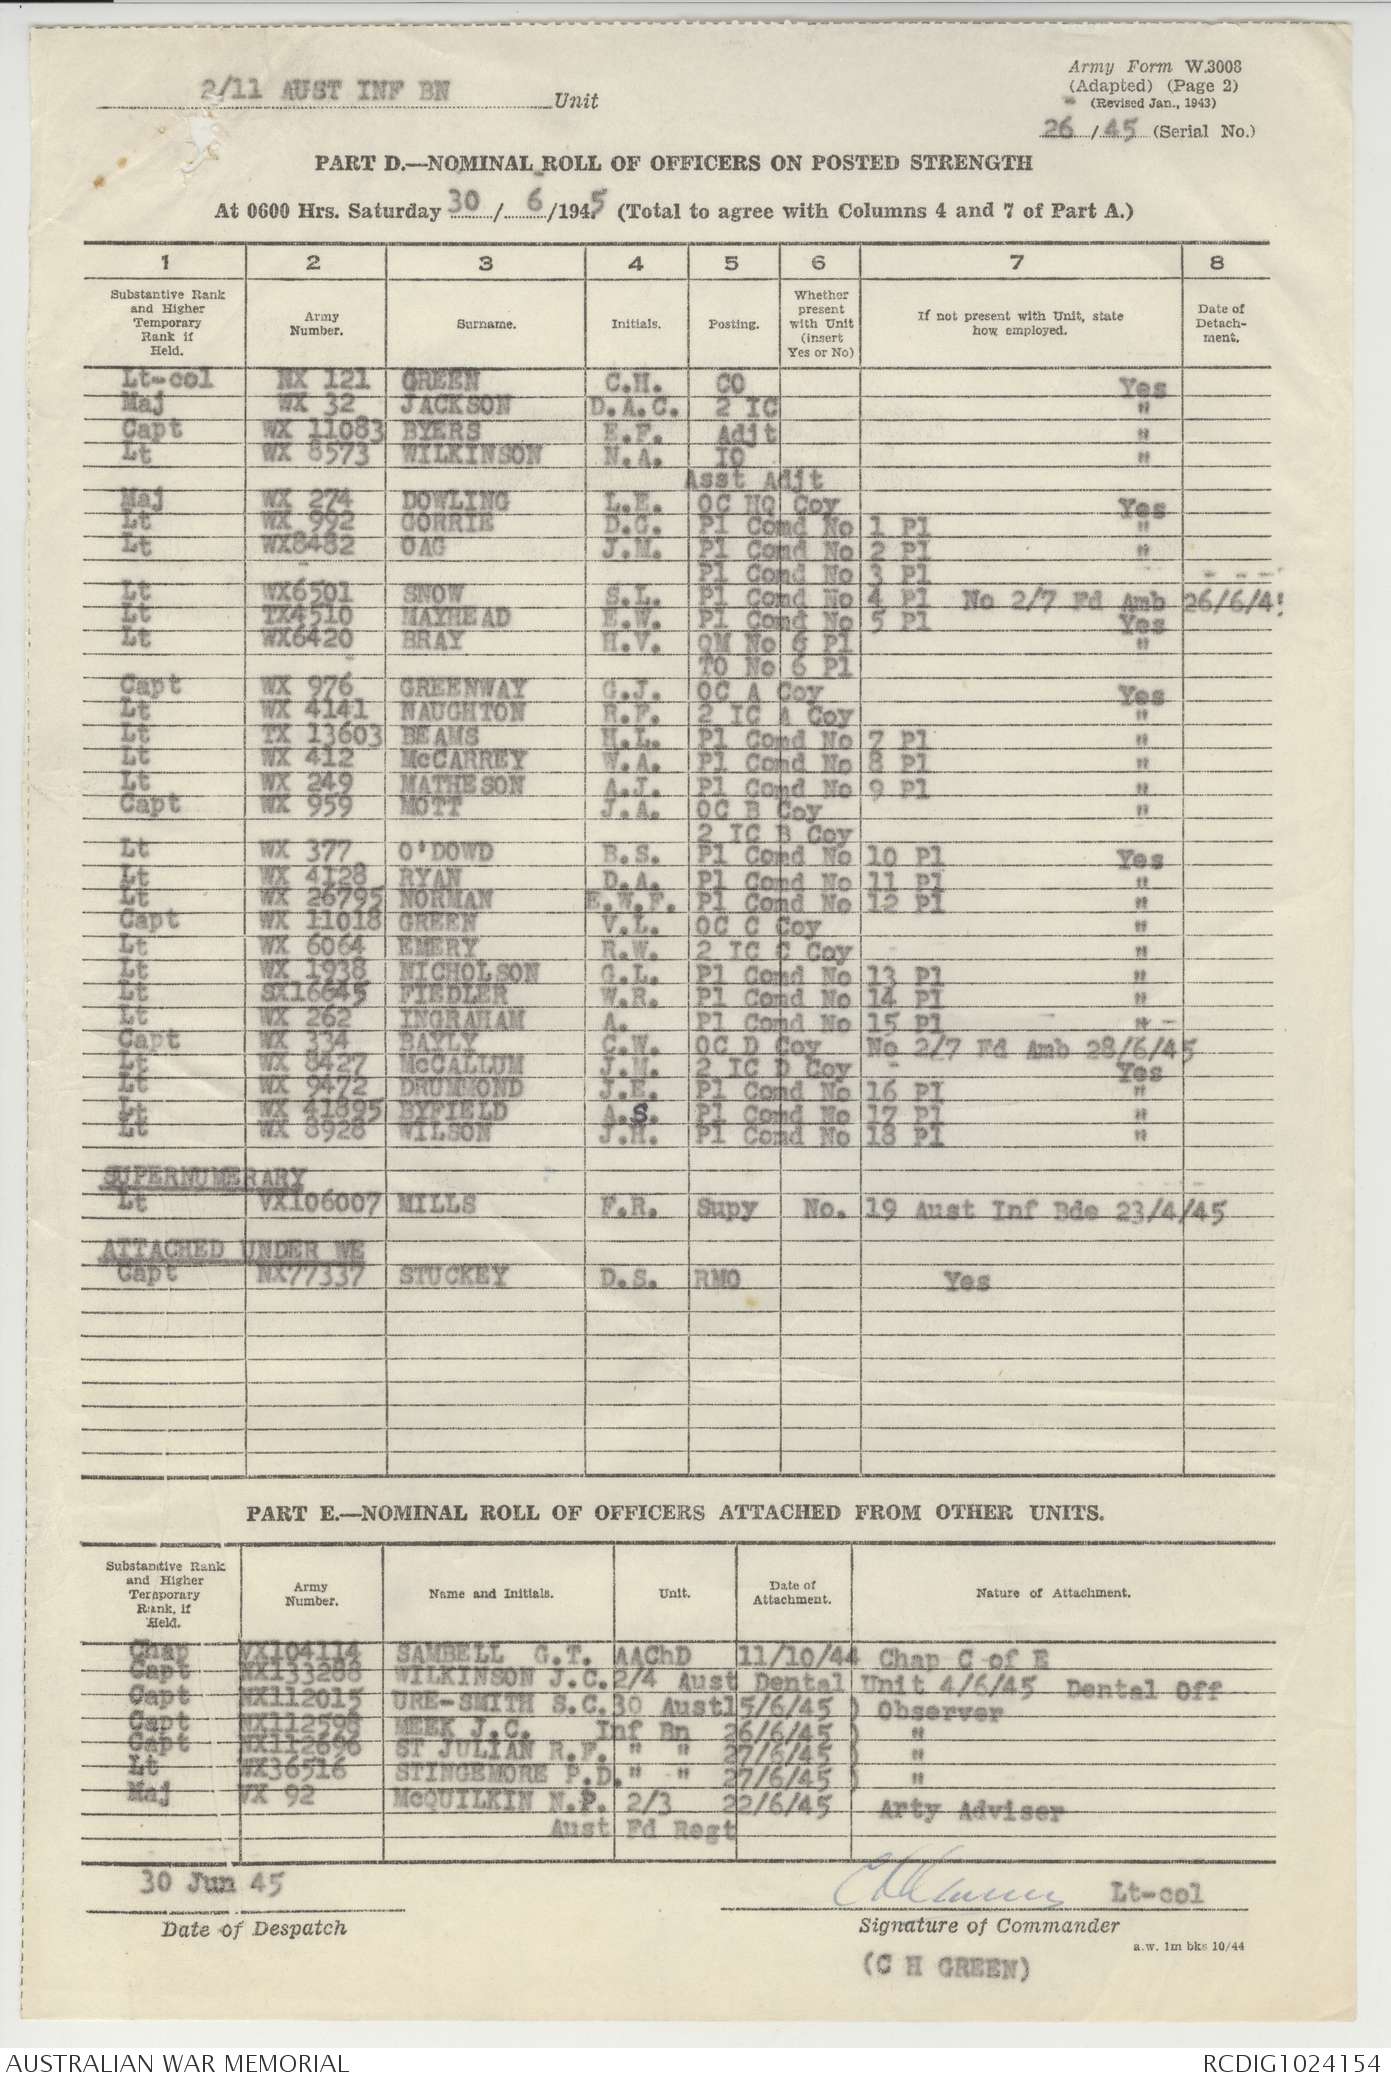 2/11 AUST INF BN Unit
Army Form W.3008
(Adapted) (Page 2)
(Revised Jan., 1943)
26/45 (Serial No.)
PART D.—NOMINAL ROLL OF OFFICERS ON POSTED STRENGTH
At 0600 Hrs. Saturday 30/6/1945 (Total to agree with Columns 4 and 7 of Part A.)
1 2 3 4 5 6 7 8
Substantive Rank and Higher Temporary Rank if Held. Army Number. Surname. Initials. Posting. Whether present with Unit (insert Yes or No) If not present with Unit, state how employed. Date of Detachment.
Lt-col NX 121 GREEN C.H. CO Yes
Maj WX 32 JACKSON D.A.C. 2 IC "
Capt WX 11083 BYERS E.F. Adjt "
Lt WX 8573 WILKINSON N.A. IO "
Asst Adjt
Maj WX 274 DOWLING L.E. OC HQ Coy Yes
Lt WX 992 GORRIE D.G. Pl Comd No 1 Pl "
Lt WX8482 OAG J.M. Pl Comd No 2 Pl "
Pl Comd No 3 Pl
Lt WX6501 SNOW S.L. Pl Comd No 4 Pl No 2/7 Fd Amb 26/6/45
Lt TX4510 MAYHEAD E.W. Pl Comd No 5 Pl Yes
Lt WX6420 BRAY H.V. QM No 6 Pl "
TO No 6 Pl
Capt WX 976 GREENWAY G.J. OC A Coy Yes
Lt WX 4141 NAUGHTON R.F. 2 IC A Coy "
Lt TX 13603 BEAMS H.L. Pl Comd No 7 Pl "
Lt WX 412 McCARREY W.A. Pl Comd No 8 Pl "
Lt WX 249 MATHESON A.J. Pl Comd No 9 Pl "
Capt WX 959 MOTT J.A. OC B Coy "
2 IC B Coy
Lt WX 377 O'DOWD B.S. Pl Comd No 10 Pl Yes
Lt WX 4128 RYAN D.A. Pl Comd No 11 Pl "
Lt WX 26795 NORMAN E.W.F. Pl Comd No 12 Pl "
Capt WX 11018 GREEN V.L. OC C Coy "
Lt WX 6064 EMERY R.W. 2 IC C Coy "
Lt WX 1938 NICHOLSON G.L. Pl Comd No 13 Pl "
Lt SX16645 FIEDLER W.R. Pl Comd No 14 Pl "
Lt WX 262 INGRAHAM A. Pl Comd No 15 Pl "
Capt WX 334 BAYLY C.W. OC D Coy No 2/7 Fd Amb 28/6/45
Lt WX 8427 McCALLUM J.M. 2 IC D Coy Yes
Lt WX 9472 DRUMMOND J.E. Pl Comd No 16 Pl "
Lt WX 41895 BYFIELD A.S. Pl Comd No 17 Pl "
Lt WX 8928 WILSON J.H. Pl Comd No 18 Pl "
SUPERNUMERARY
Lt VX106007 MILLS F.R. Supy No. 19 Aust Inf Bde 23/4/45
ATTACHED UNDER WE
Capt NX77337 STUCKEY D.S. RMO Yes
PART E.—NOMINAL ROLL OF OFFICERS ATTACHED FROM OTHER UNITS.
Substantive Rank and Higher Temporary Rank, if Held. Army Number. Name and Initials. Unit. Date of Attachment. Nature of Attachment.
Chap VX104114 SAMBELL G.T. AAChD 11/10/44 Chap C of E
Capt NX133288 WILKINSON J.C. 2/4 Aust Dental Unit 4/6/45 Dental Off
Capt NX112015 URE-SMITH S.C. 30 Aust 15/6/45 ) Observer
Capt NX112598 MEEK J.C. Inf Bn 26/6/45 ) "
Capt NX112696 ST JULIAN R.F. " " 27/6/45 ) "
Lt WX36516 STINGEMORE P.D. " " 27/6/45 ) "
Maj VX 92 McQUILKIN N.P. 2/3 22/6/45 Arty Adviser
Aust Fd Regt
30 Jun 45
Lt-col
Date of Despatch
Signature of Commander
a.w. 1m bks 10/44
(C H GREEN)
AUSTRALIAN WAR MEMORIAL RCDIG1024154